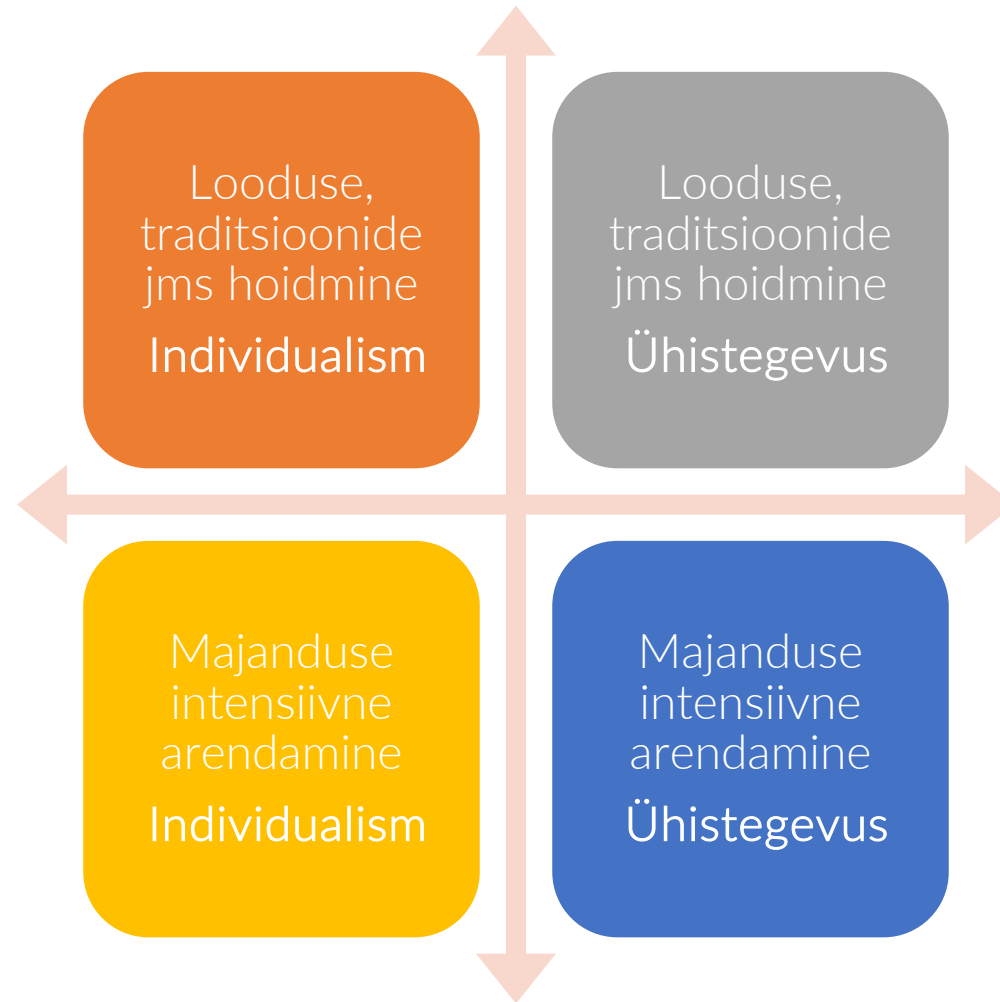 Looduse,
traditsioonide
jms hoidmine
Individualism
Looduse,
traditsioonide
jms hoidmine
Ühistegevus
Majanduse
intensiivne
arendamine
Individualism
Majanduse
intensiivne
arendamine
Ühistegevus